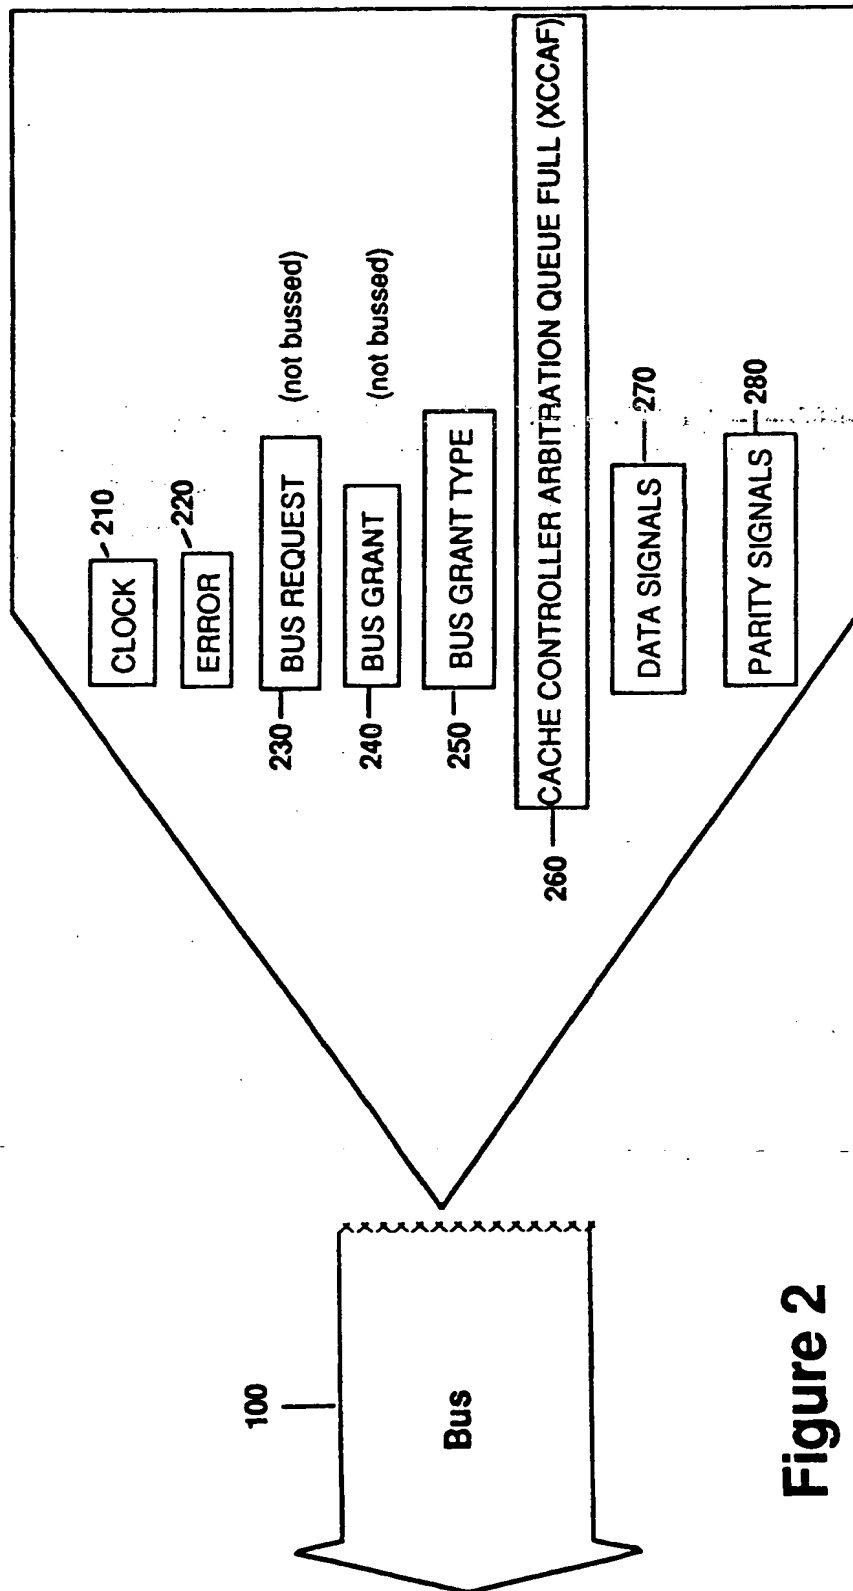 100
Bus
CLOCK
210
ERROR
220
230
BUS REQUEST
(not bussed)
240
BUS GRANT
(not bussed)
250
BUS GRANT TYPE
260
CACHE CONTROLLER ARBITRATION QUEUE FULL (XCCAF)
DATA SIGNALS
270
PARITY SIGNALS
280
Figure 2